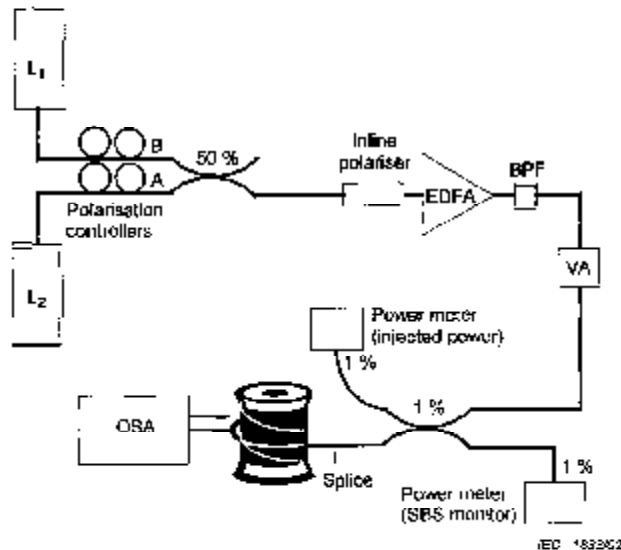 L1
B
A
50 %
Inline
polariser
EDFA
BPF
Polarisation
controllers
L2
VA
Power meter
(injected power)
1 %
1 %
OSA
Splice
1 %
Power meter
(SBS monitor)